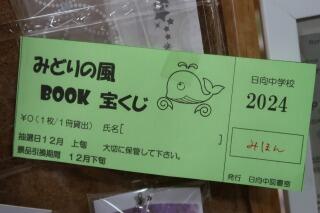 みどりの風
BOOK 宝くじ
¥0(1枚/1冊貸出) 氏名[ ]
抽選日12月 上旬 大切に保管して下さい。
景品引換期間 12月下旬
日向中学校
2024
みほん
発行 日向中図書室